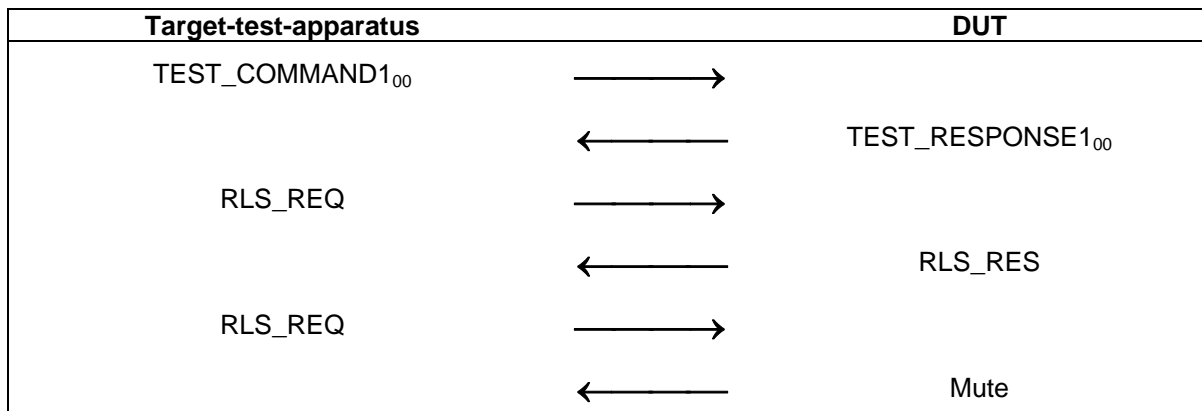 Target-test-apparatus DUT
TEST_COMMAND1₀₀
TEST_RESPONSE1₀₀
RLS_REQ
RLS_RES
RLS_REQ
Mute